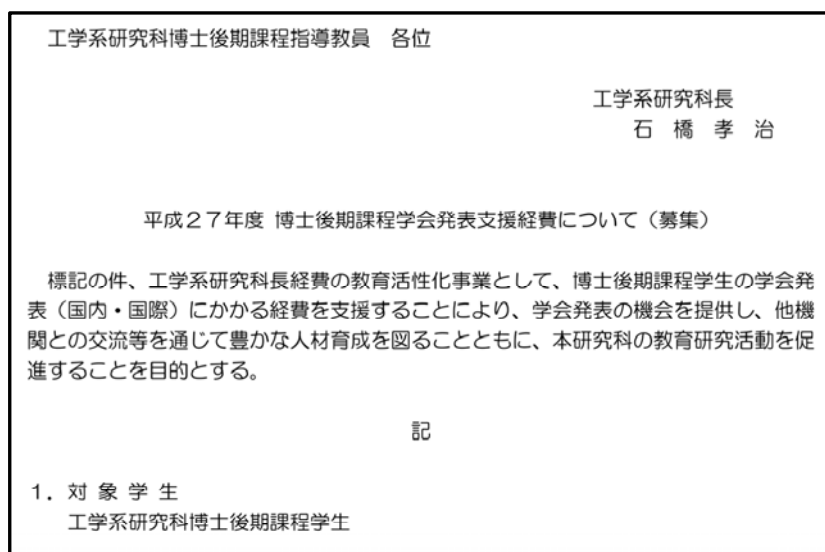 工学系研究科博士後期課程指導教員　各位
工学系研究科長
石　橋　孝　治
平成２７年度 博士後期課程学会発表支援経費について（募集）
標記の件、工学系研究科長経費の教育活性化事業として、博士後期課程学生の学会発
表（国内・国際）にかかる経費を支援することにより、学会発表の機会を提供し、他機
関との交流等を通じて豊かな人材育成を図ることともに、本研究科の教育研究活動を促
進することを目的とする。
記
１．対 象 学 生
工学系研究科博士後期課程学生